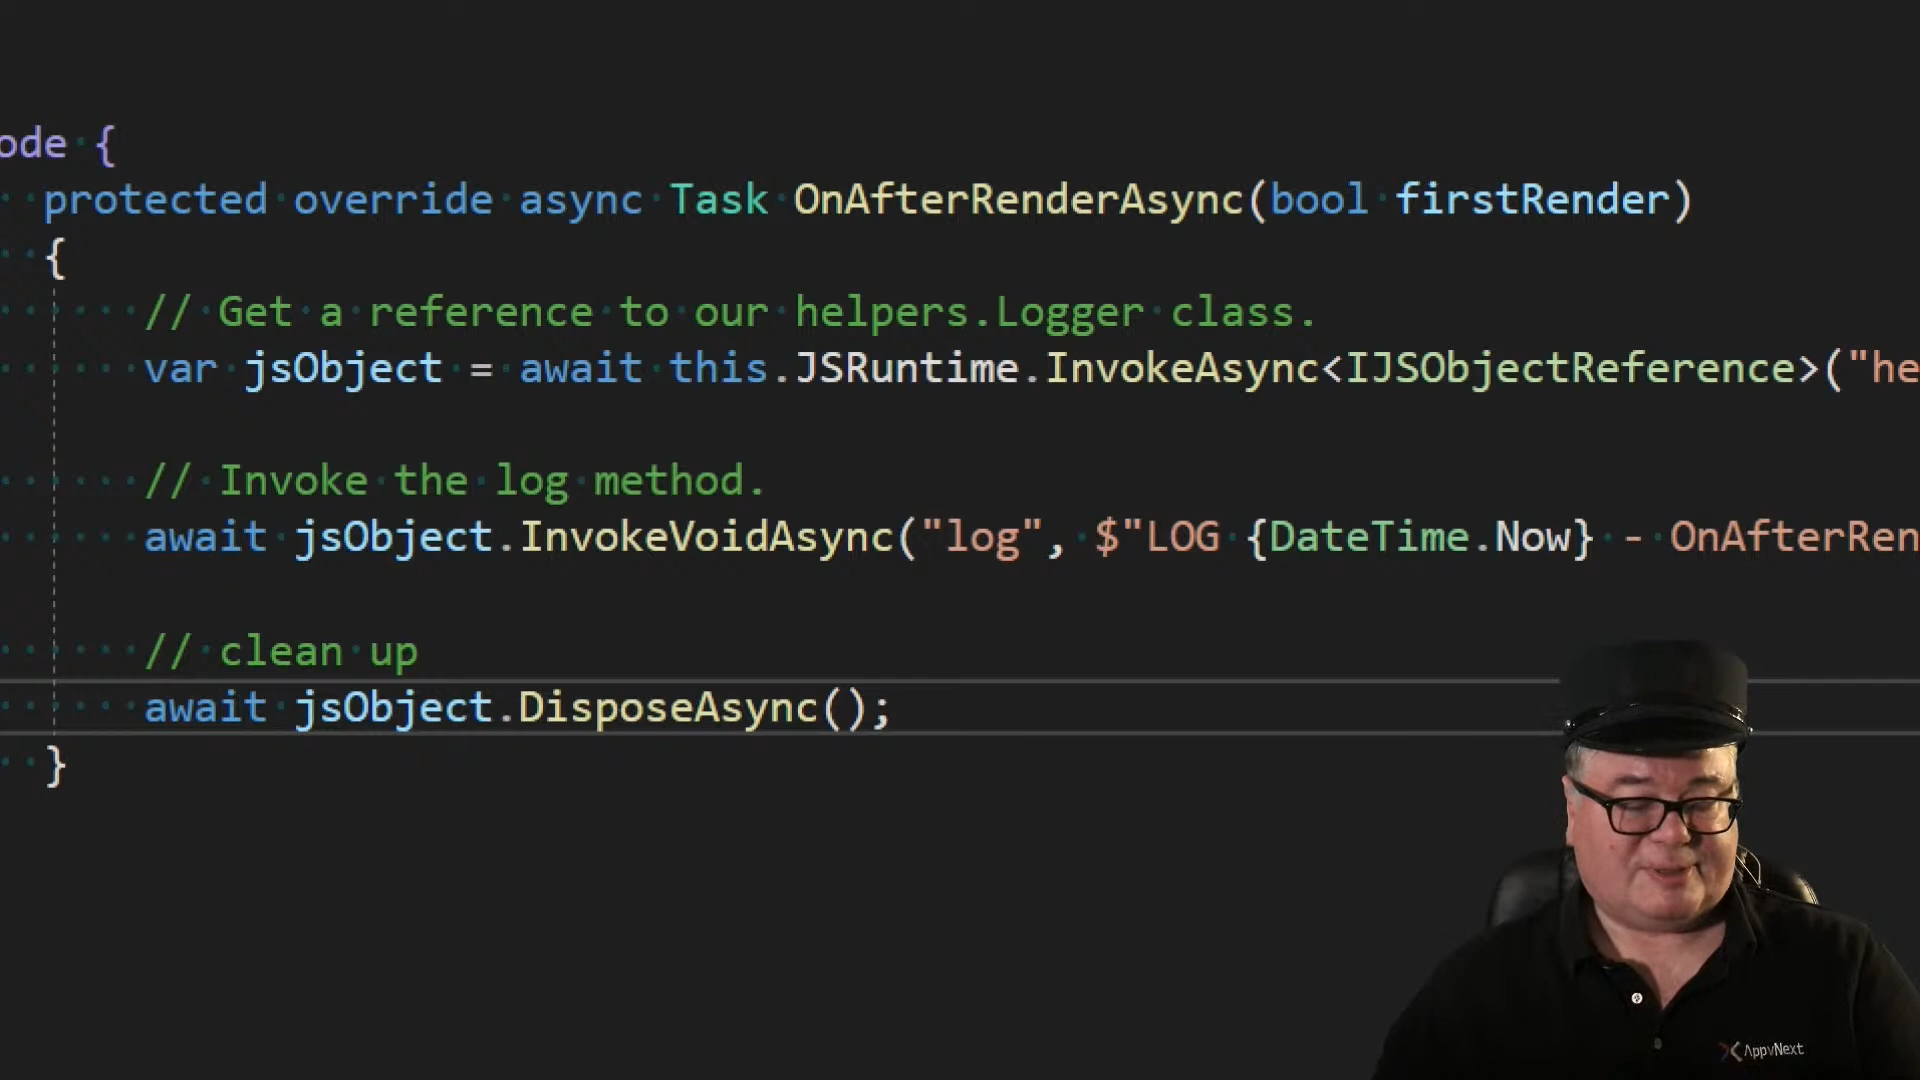 ode {
protected override async Task OnAfterRenderAsync(bool firstRender)
{
// Get a reference to our helpers.Logger class.
var jsObject = await this.JSRuntime.InvokeAsync<IJSObjectReference>("he
// Invoke the log method.
await jsObject.InvokeVoidAsync("log", $"LOG {DateTime.Now} - OnAfterRen
// clean up
await jsObject.DisposeAsync();
}
AppvNext